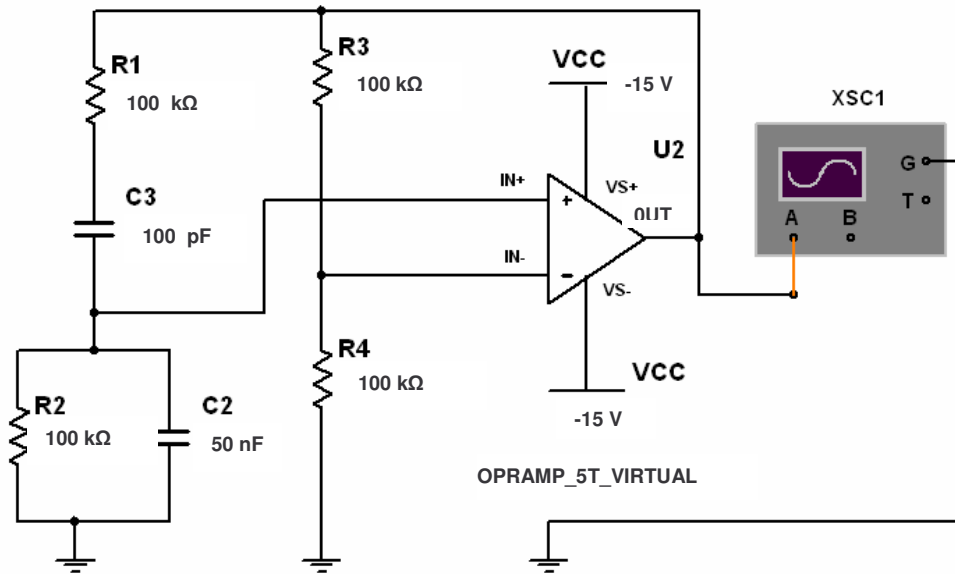 R1
100 kΩ
R3
100 kΩ
VCC
-15 V
XSC1
U2
G
T
A
B
IN+
VS+
0UT
C3
100 pF
IN-
VS-
R4
100 kΩ
VCC
-15 V
R2
100 kΩ
C2
50 nF
OPRAMP_5T_VIRTUAL